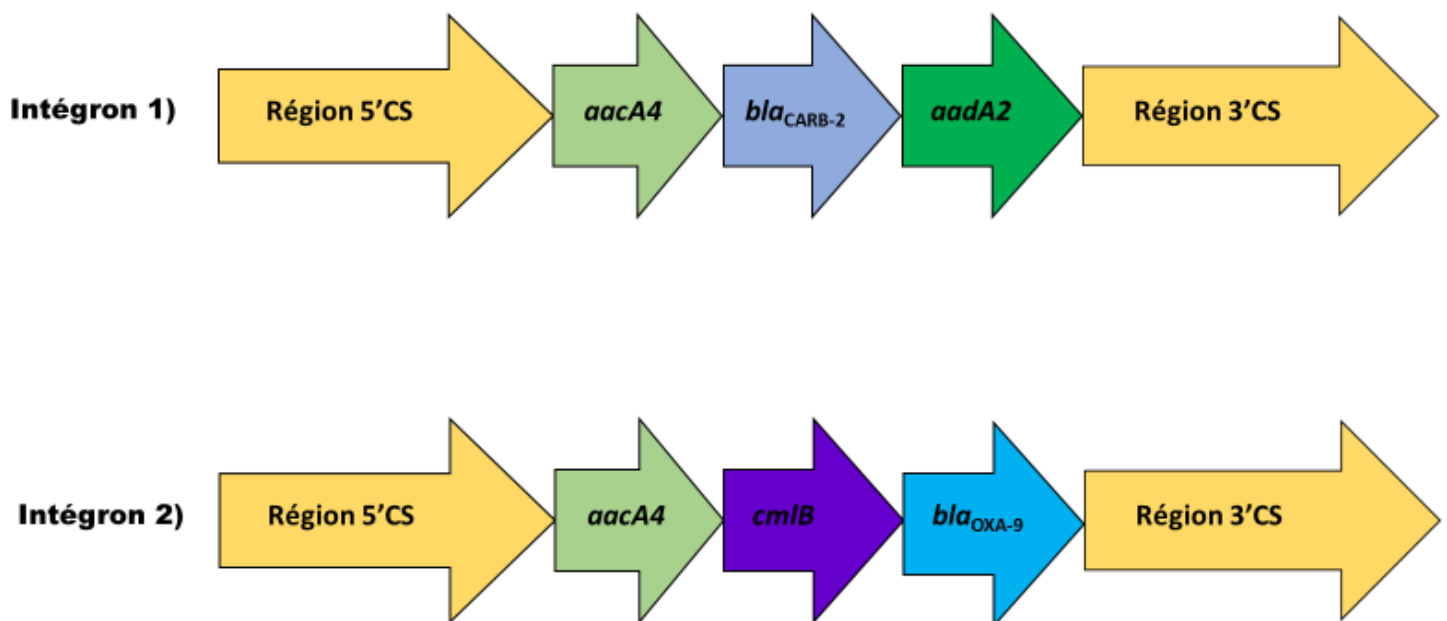 Intégron 1) Région 5'CS aacA4 blaCARB-2 aadA2 Région 3'CS
Intégron 2) Région 5'CS aacA4 cmlB blaOXA-9 Région 3'CS